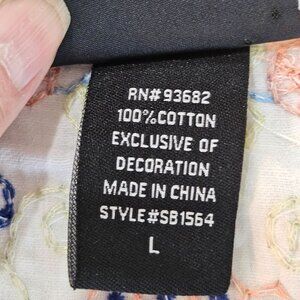 RN#93682
100%COTTON
EXCLUSIVE OF
DECORATION
MADE IN CHINA
STYLE#SB1564
L